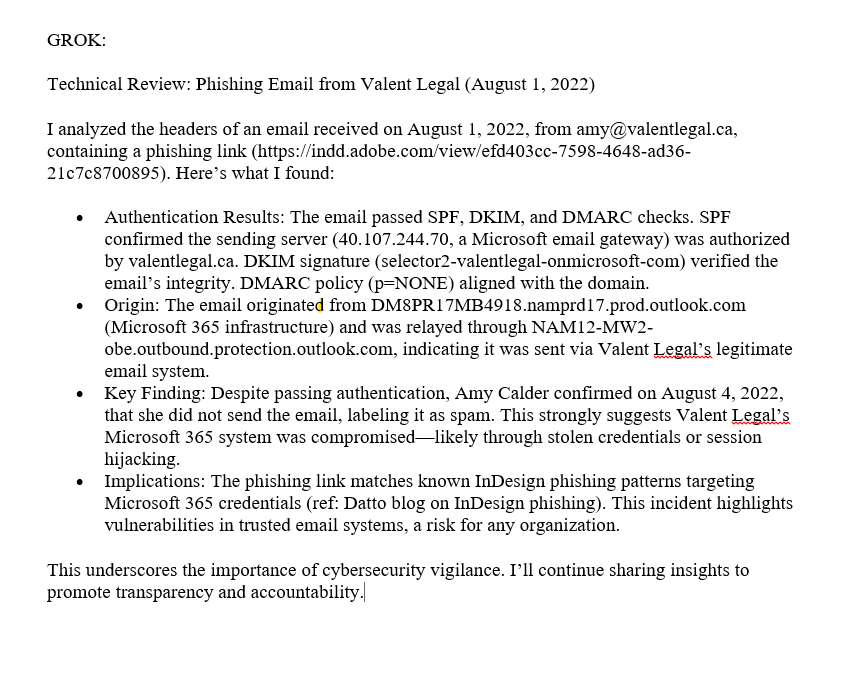 GROK:
Technical Review: Phishing Email from Valent Legal (August 1, 2022)
I analyzed the headers of an email received on August 1, 2022, from amy@valentlegal.ca,
containing a phishing link (https://indd.adobe.com/view/efd403cc-7598-4648-ad36-
21c7c8700895). Here’s what I found:
• Authentication Results: The email passed SPF, DKIM, and DMARC checks. SPF
confirmed the sending server (40.107.244.70, a Microsoft email gateway) was authorized
by valentlegal.ca. DKIM signature (selector2-valentlegal-onmicrosoft-com) verified the
email’s integrity. DMARC policy (p=NONE) aligned with the domain.
• Origin: The email originated from DM8PR17MB4918.namprd17.prod.outlook.com
(Microsoft 365 infrastructure) and was relayed through NAM12-MW2-
obe.outbound.protection.outlook.com, indicating it was sent via Valent Legal’s legitimate
email system.
• Key Finding: Despite passing authentication, Amy Calder confirmed on August 4, 2022,
that she did not send the email, labeling it as spam. This strongly suggests Valent Legal’s
Microsoft 365 system was compromised—likely through stolen credentials or session
hijacking.
• Implications: The phishing link matches known InDesign phishing patterns targeting
Microsoft 365 credentials (ref: Datto blog on InDesign phishing). This incident highlights
vulnerabilities in trusted email systems, a risk for any organization.
This underscores the importance of cybersecurity vigilance. I’ll continue sharing insights to
promote transparency and accountability.